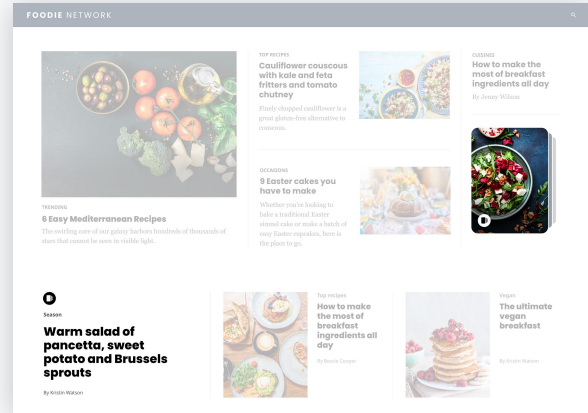 FOODIE NETWORK
TOP RECIPES
Cauliflower couscous
with kale and feta
fritters and tomato
chutney
Finely chopped cauliflower is a
great gluten-free alternative to
couscous.
CUISINES
How to make the
most of breakfast
ingredients all day
By Jenny Wilson
OCCASIONS
9 Easter cakes you
have to make
Whether you're looking to
bake a traditional Easter
simnel cake or make a batch of
easy Easter cupcakes, here is
the place to go.
TRENDING
6 Easy Mediterranean Recipes
The swirling core of our galaxy harbors hundreds of thousands of
stars that cannot be seen in visible light.
Season
Warm salad of
pancetta, sweet
potato and Brussels
sprouts
By Kristin Watson
Top recipes
How to make
the most of
breakfast
ingredients all
day
By Bessie Cooper
Vegan
The ultimate
vegan
breakfast
By Kristin Watson